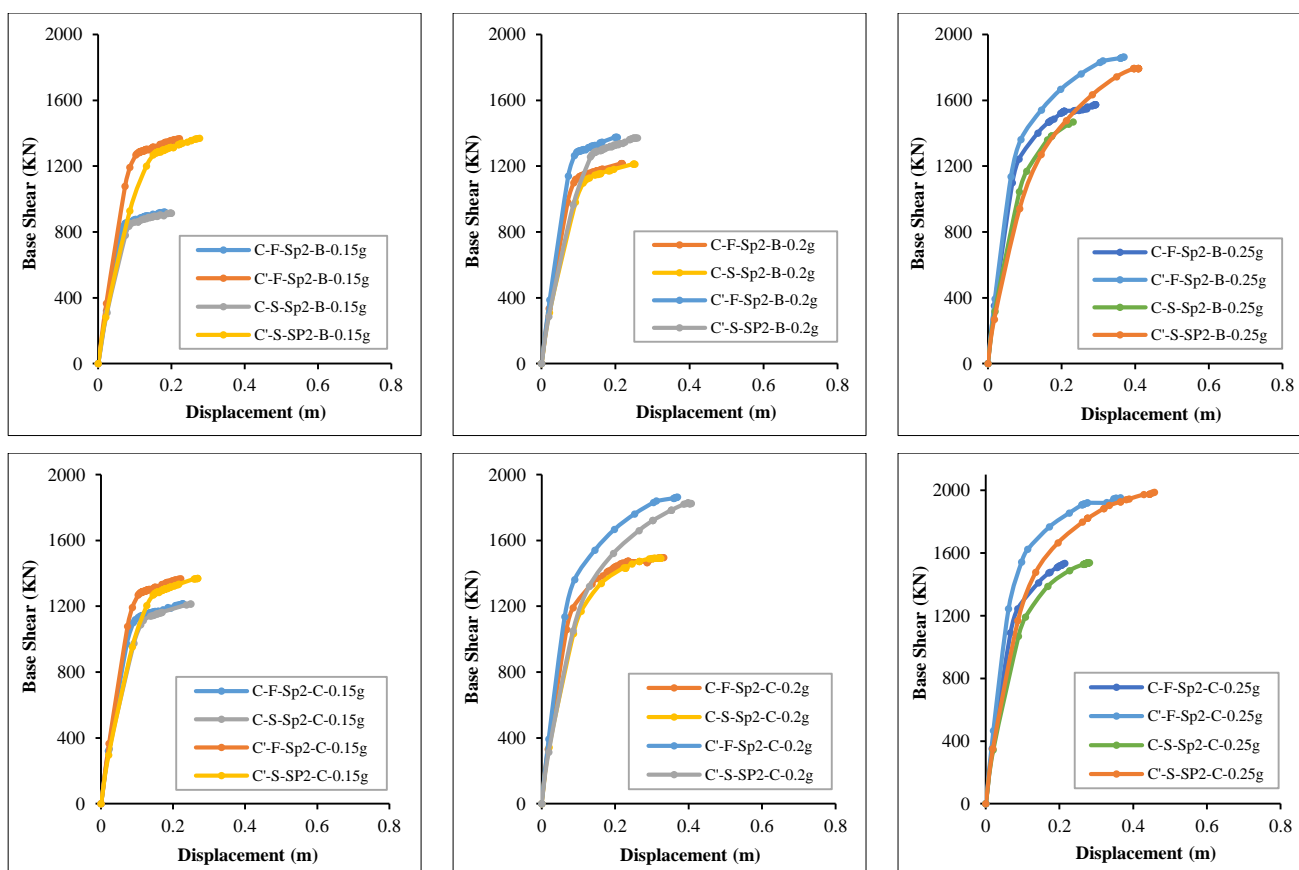 2000
1600
1200
800
400
0
Base Shear (KN)
C-F-Sp2-B-0.15g
C'-F-Sp2-B-0.15g
C-S-Sp2-B-0.15g
C'-S-SP2-B-0.15g
0 0.2 0.4 0.6 0.8
Displacement (m)
2000
1600
1200
800
400
0
Base Shear (KN)
C-F-Sp2-B-0.2g
C-S-Sp2-B-0.2g
C'-F-Sp2-B-0.2g
C'-S-SP2-B-0.2g
0 0.2 0.4 0.6 0.8
Displacement (m)
2000
1600
1200
800
400
0
Base Shear (KN)
C-F-Sp2-B-0.25g
C'-F-Sp2-B-0.25g
C-S-Sp2-B-0.25g
C'-S-SP2-B-0.25g
0 0.2 0.4 0.6 0.8
Displacement (m)
2000
1600
1200
800
400
0
Base Shear (KN)
C-F-Sp2-C-0.15g
C-S-Sp2-C-0.15g
C'-F-Sp2-C-0.15g
C'-S-SP2-C-0.15g
0 0.2 0.4 0.6 0.8
Displacement (m)
2000
1600
1200
800
400
0
Base Shear (KN)
C-F-Sp2-C-0.2g
C-S-Sp2-C-0.2g
C'-F-Sp2-C-0.2g
C'-S-SP2-C-0.2g
0 0.2 0.4 0.6 0.8
Displacement (m)
2000
1600
1200
800
400
0
Base Shear (KN)
C-F-Sp2-C-0.25g
C'-F-Sp2-C-0.25g
C-S-Sp2-C-0.25g
C'-S-SP2-C-0.25g
0 0.2 0.4 0.6 0.8
Displacement (m)